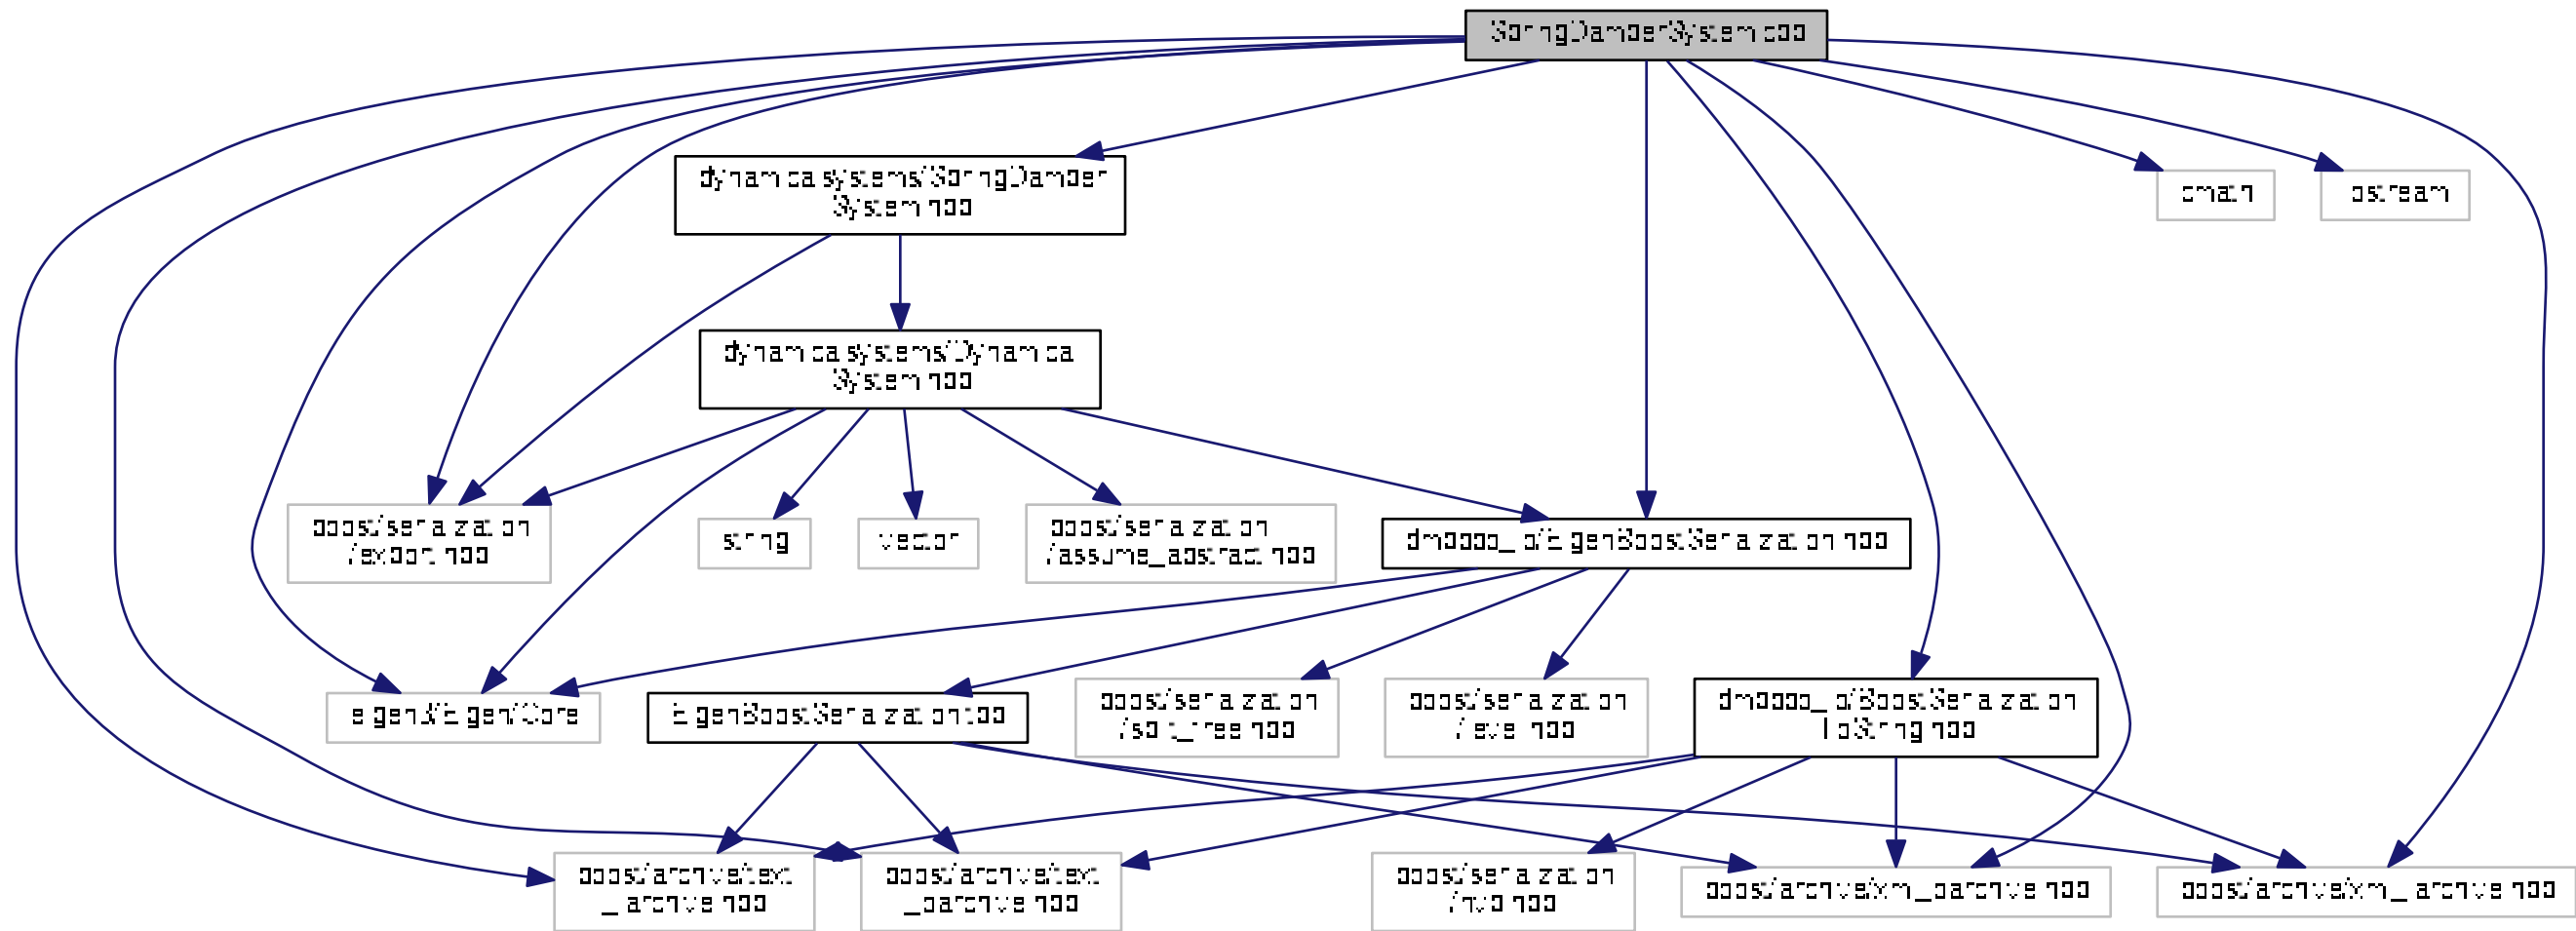 SpringDamperSystem.cpp
dynamicalsystems/SpringDamper
System.hpp
cmath
iostream
dynamicalsystems/Dynamical
System.hpp
boost/serialization
/export.hpp
string
vector
boost/serialization
/assume_abstract.hpp
dmpbbo_io/EigenBoostSerialization.hpp
eigen3/Eigen/Core
EigenBoostSerialization.tpp
boost/serialization
/split_free.hpp
boost/serialization
/level.hpp
dmpbbo_io/BoostSerialization
ToString.hpp
boost/archive/text
_iarchive.hpp
boost/archive/text
_oarchive.hpp
boost/serialization
/nvp.hpp
boost/archive/xml_oarchive.hpp
boost/archive/xml_iarchive.hpp